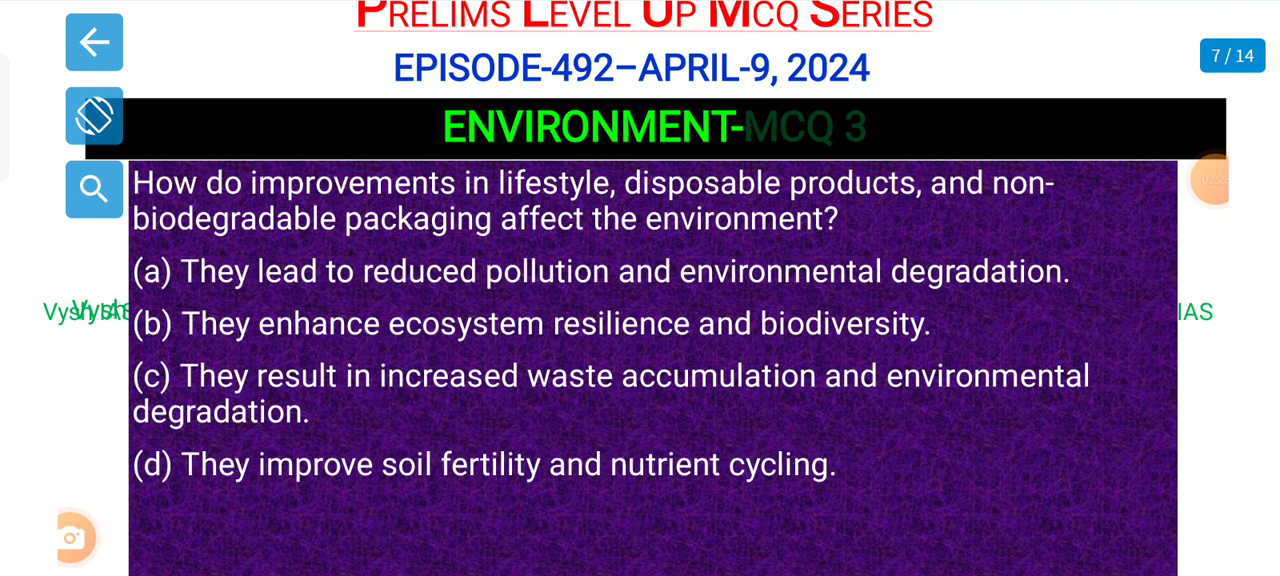 PRELIMS LEVEL UP MCQ SERIES
EPISODE-492–APRIL-9, 2024
7 / 14
ENVIRONMENT-MCQ 3
How do improvements in lifestyle, disposable products, and non-
biodegradable packaging affect the environment?
(a) They lead to reduced pollution and environmental degradation.
(b) They enhance ecosystem resilience and biodiversity.
(c) They result in increased waste accumulation and environmental
degradation.
(d) They improve soil fertility and nutrient cycling.
IAS